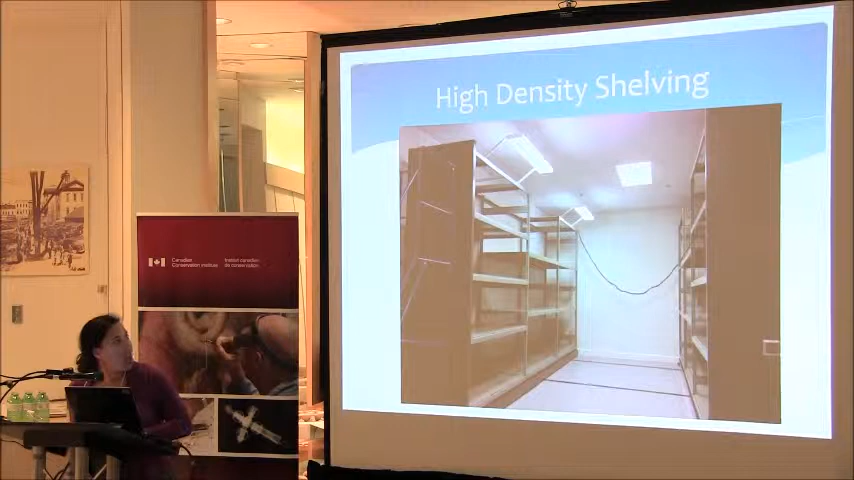 High Density Shelving
Canadian Conservation Institute
Institut canadien de conservation